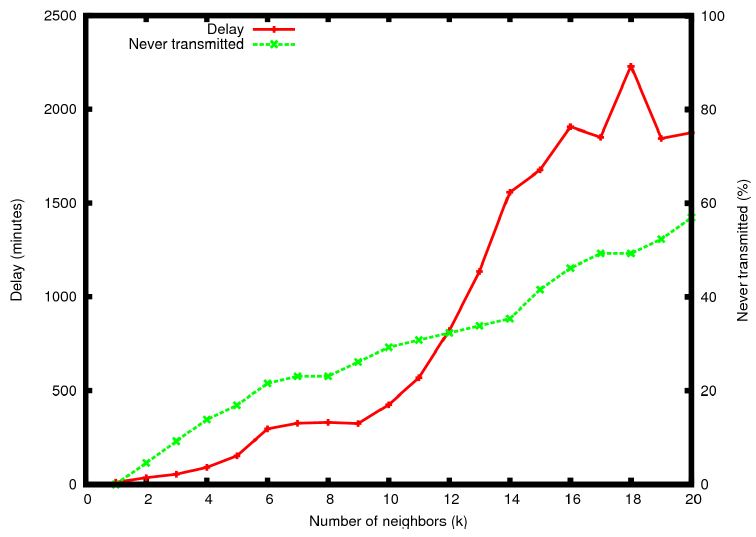 2500
2000
1500
1000
500
0
Delay (minutes)
Delay
Never transmitted
100
80
60
40
20
0
Never transmitted (%)
0 2 4 6 8 10 12 14 16 18 20
Number of neighbors (k)